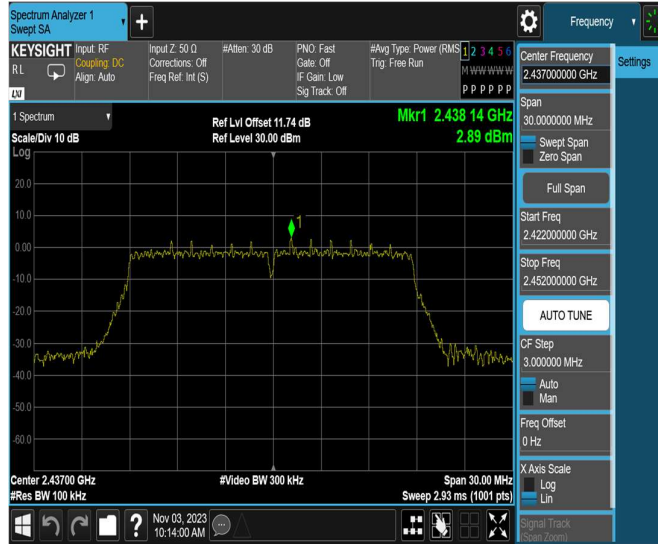 Spectrum Analyzer 1
Swept SA
+
Frequency
KEYSIGHT
RL
LXI
Input: RF
Coupling: DC
Align: Auto
Input Z: 50 Ω
Corrections: Off
Freq Ref: Int (S)
#Atten: 30 dB
PNO: Fast
Gate: Off
IF Gain: Low
Sig Track: Off
#Avg Type: Power (RMS
Trig: Free Run
1 2 3 4 5 6
M W W W W W
P P P P P P
1 Spectrum
Scale/Div 10 dB
Log
Ref Lvl Offset 11.74 dB
Ref Level 30.00 dBm
Mkr1 2.438 14 GHz
2.89 dBm
20.0
10.0
0.00
-10.0
-20.0
-30.0
-40.0
-50.0
-60.0
1
Center 2.43700 GHz
#Res BW 100 kHz
#Video BW 300 kHz
Span 30.00 MHz
Sweep 2.93 ms (1001 pts)
?
Nov 03, 2023
10:14:00 AM
Center Frequency
2.437000000 GHz
Settings
Span
30.0000000 MHz
Swept Span
Zero Span
Full Span
Start Freq
2.422000000 GHz
Stop Freq
2.452000000 GHz
AUTO TUNE
CF Step
3.000000 MHz
Auto
Man
Freq Offset
0 Hz
X Axis Scale
Log
Lin
Signal Track
(Span Zoom)